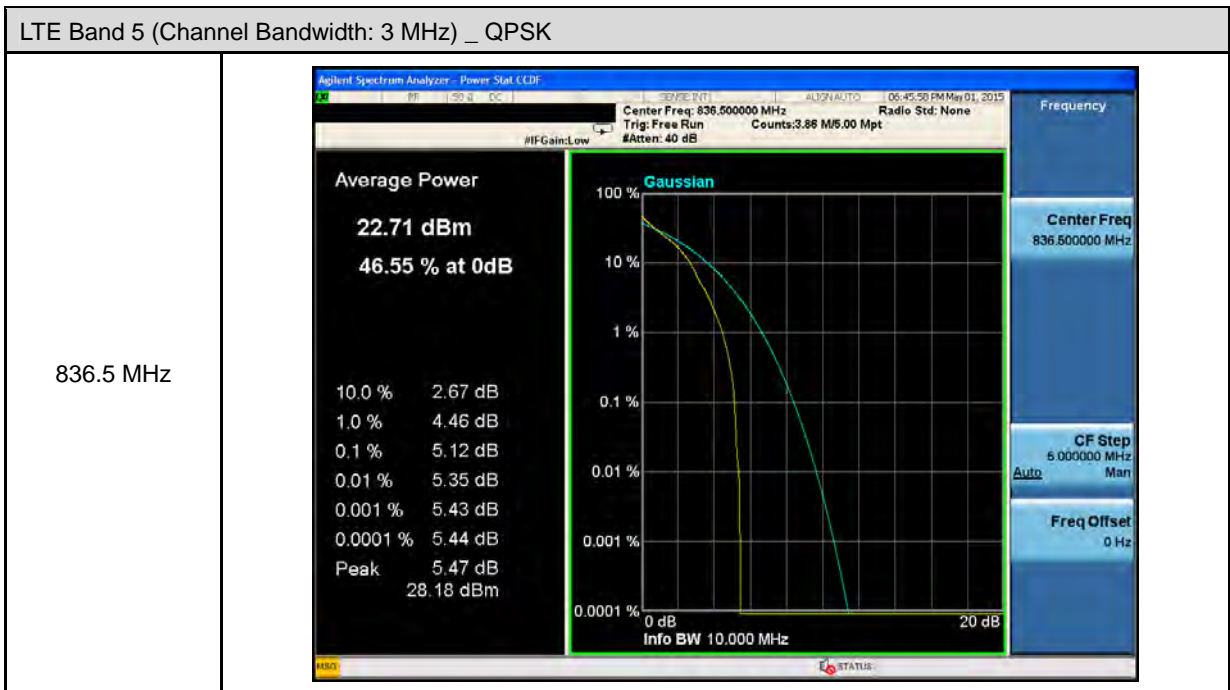 LTE Band 5 (Channel Bandwidth: 3 MHz) _ QPSK
836.5 MHz
Agilent Spectrum Analyzer - Power Stat CCDF
RF 50 Ω DC SENSE:INT ALIGN AUTO 06:45:50 PM May 01, 2015
Center Freq: 836.500000 MHz Radio Std: None
Trig: Free Run Counts:3.86 M/5.00 Mpt
#IFGain:Low #Atten: 40 dB
Frequency
Average Power
22.71 dBm
46.55 % at 0dB
10.0 % 2.67 dB
1.0 % 4.46 dB
0.1 % 5.12 dB
0.01 % 5.35 dB
0.001 % 5.43 dB
0.0001 % 5.44 dB
Peak 5.47 dB
28.18 dBm
Gaussian
100 %
10 %
1 %
0.1 %
0.01 %
0.001 %
0.0001 %
0 dB 20 dB
Info BW 10.000 MHz
Center Freq
836.500000 MHz
CF Step
5.000000 MHz
Auto Man
Freq Offset
0 Hz
MSG STATUS